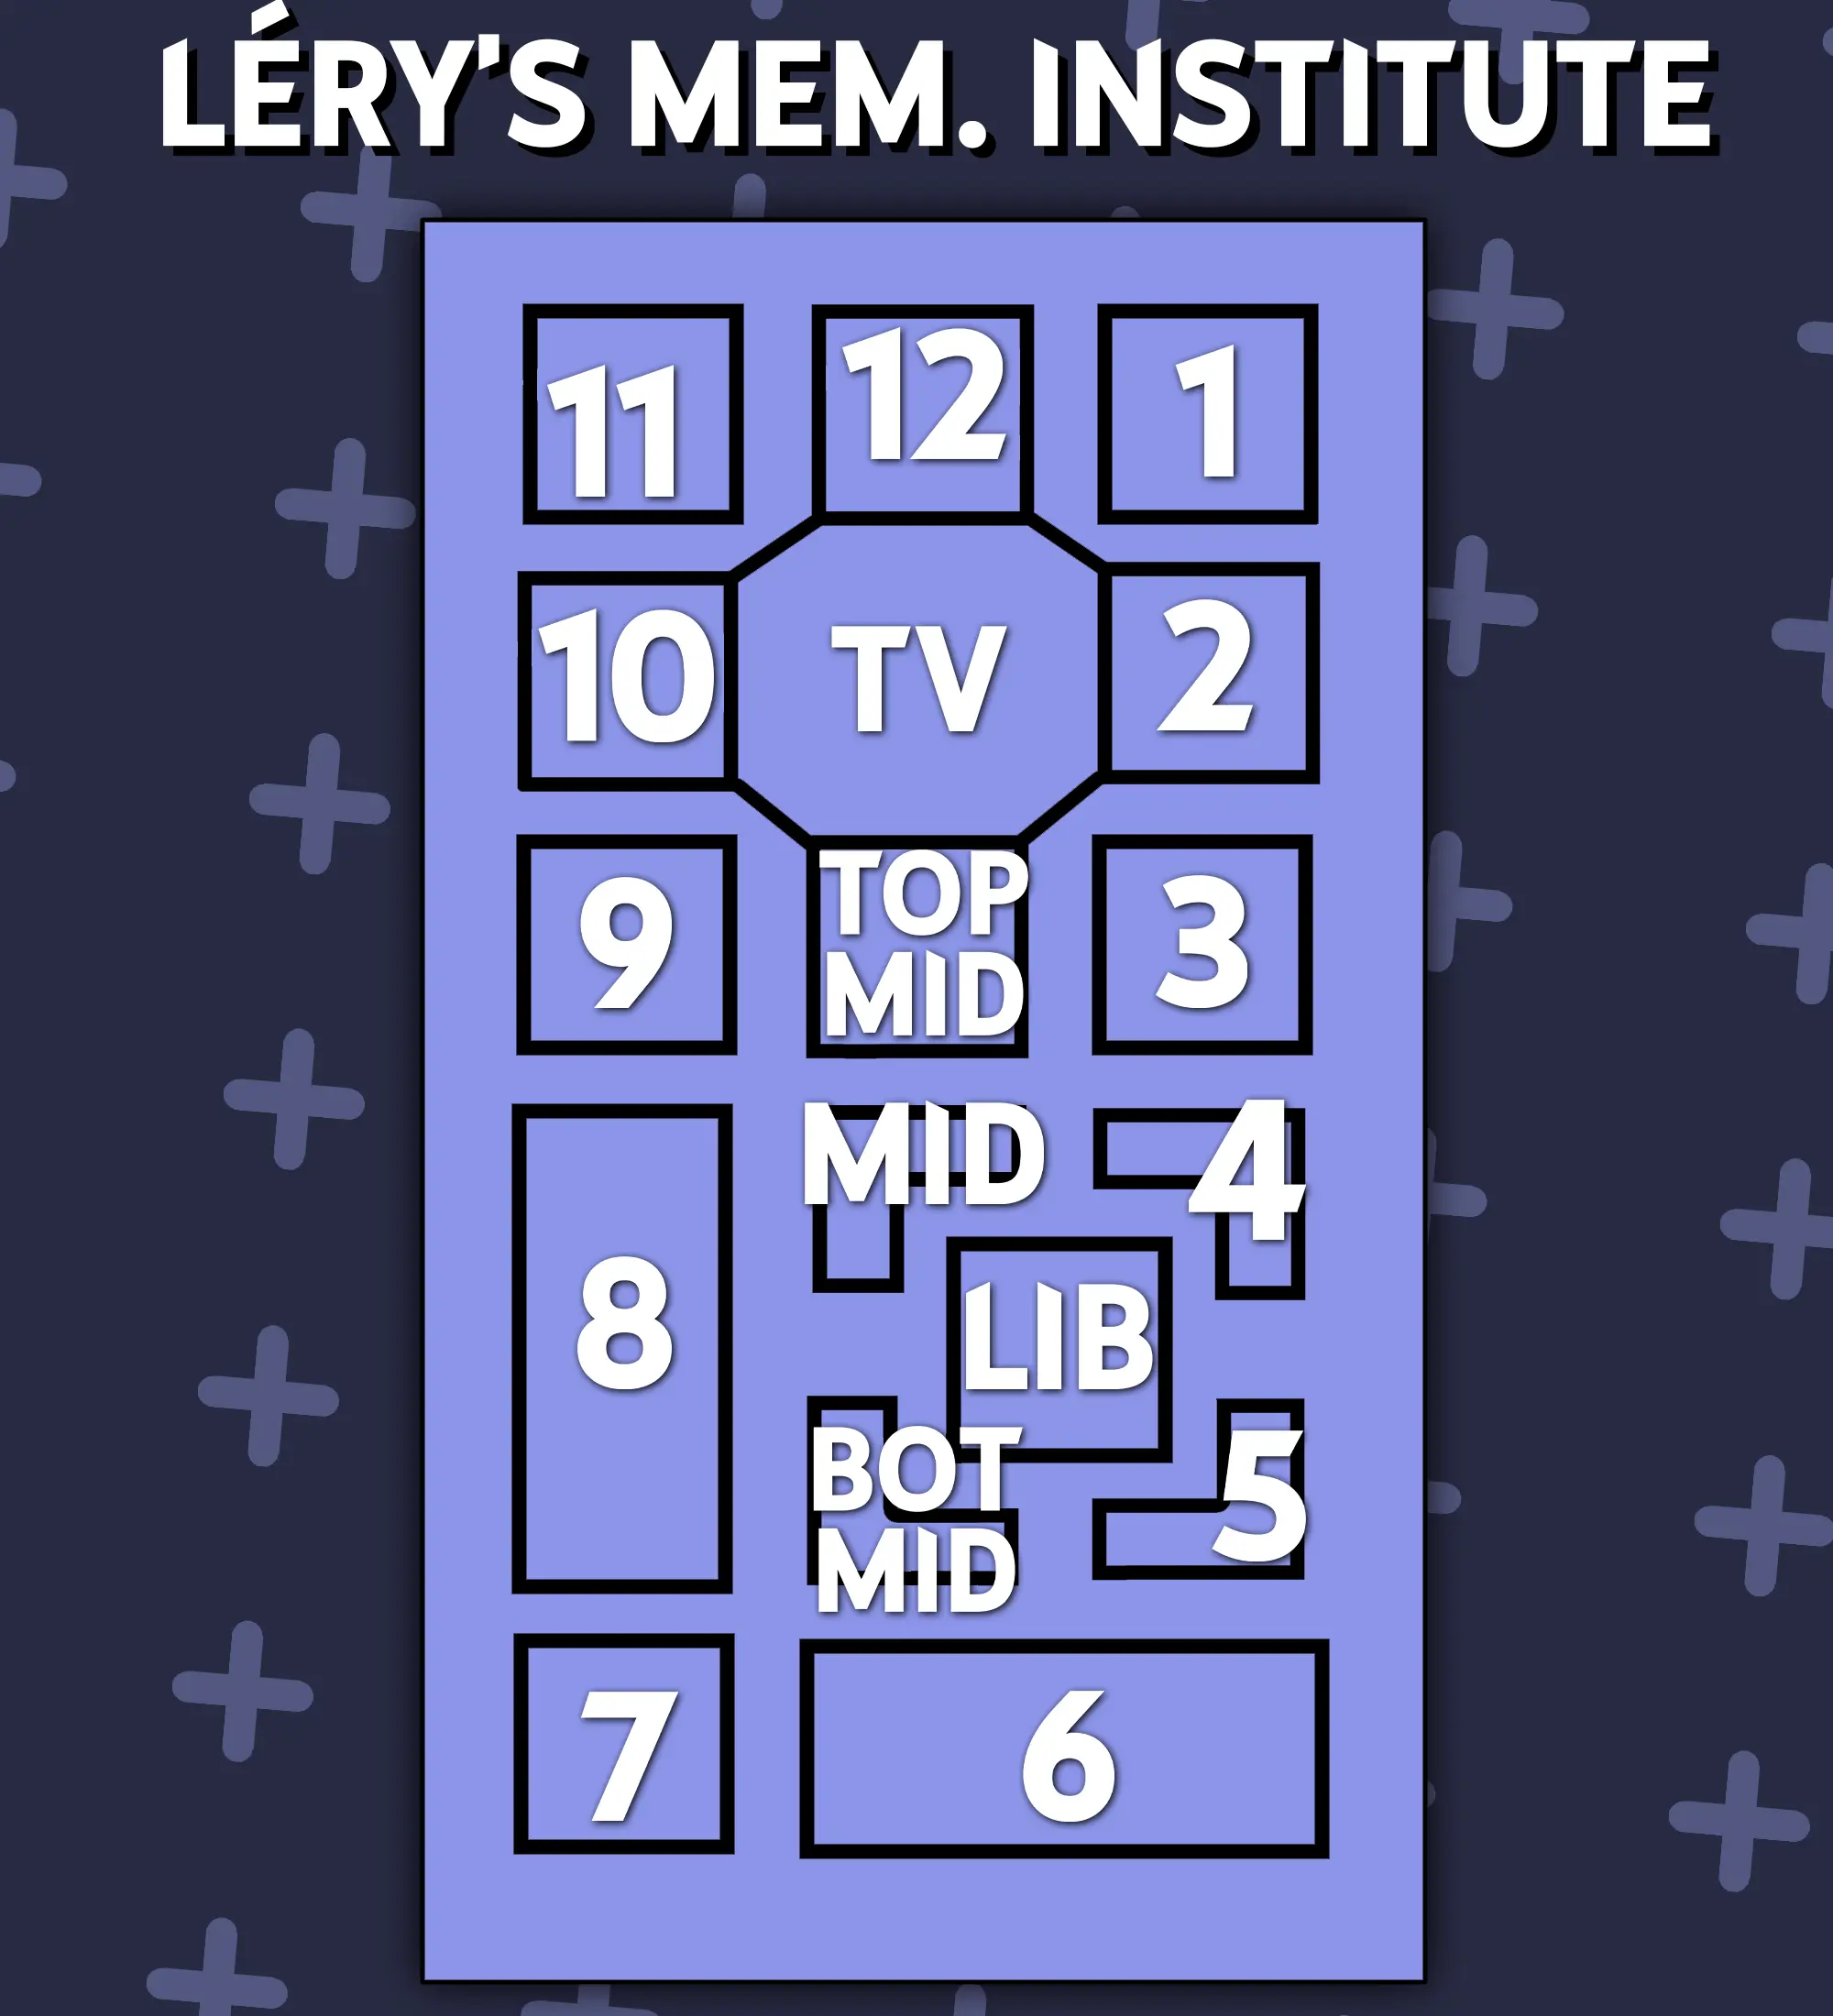 LÉRY'S MEM. INSTITUTE
11 12 1
10 TV 2
9 TOP MID 3
MID 4
8 LIB
BOT MID 5
7 6